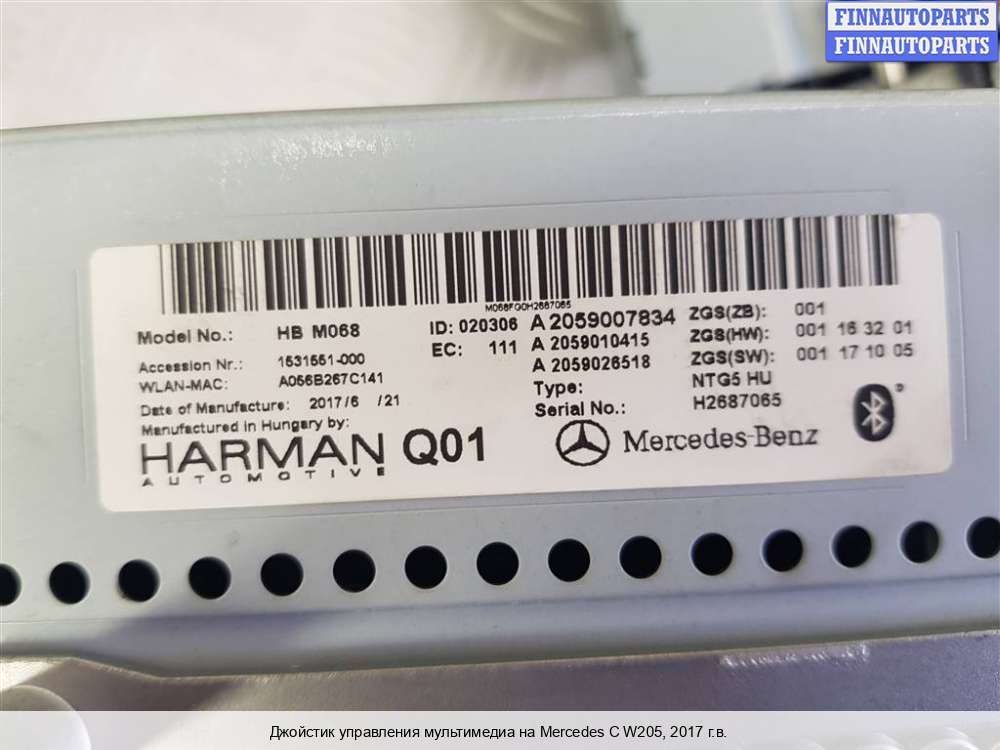 FINNAUTOPARTS
FINNAUTOPARTS
M068FG0H2687065
Model No.: HB M068 ID: 020306 A 2059007834 ZGS(ZB): 001
EC: 111 A 2059010415 ZGS(HW): 001 16 32 01
Accession Nr.: 1631661-000 A 2059026518 ZGS(SW): 001 17 10 05
WLAN-MAC: A056B267C141 Type: NTG5 HU
Date of Manufacture: 2017/6 /21 Serial No.: H2687065
Manufactured in Hungary by:
HARMAN Q01 Mercedes-Benz
AUTOMOTIVE
Джойстик управления мультимедиа на Mercedes C W205, 2017 г.в.